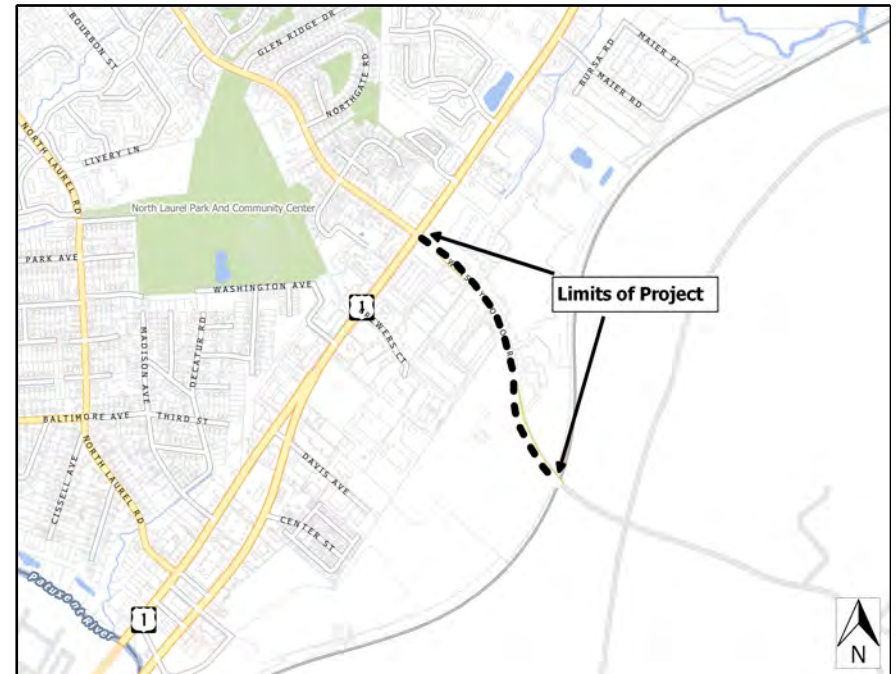 BOURBON ST
GLEN RIDGE DR
NORTHGATE RD
MAIER PL
BURSA RD
MAIER RD
NORTH LAUREL RD
LIVERY LN
North Laurel Park And Community Center
PARK AVE
WASHINGTON AVE
Limits of Project
1
MADISON AVE
DECATUR RD
BALTIMORE AVE
THIRD ST
NORTH LAUREL RD
CISSELL AVE
DAVIS AVE
CENTER ST
Patuxent River
1
N